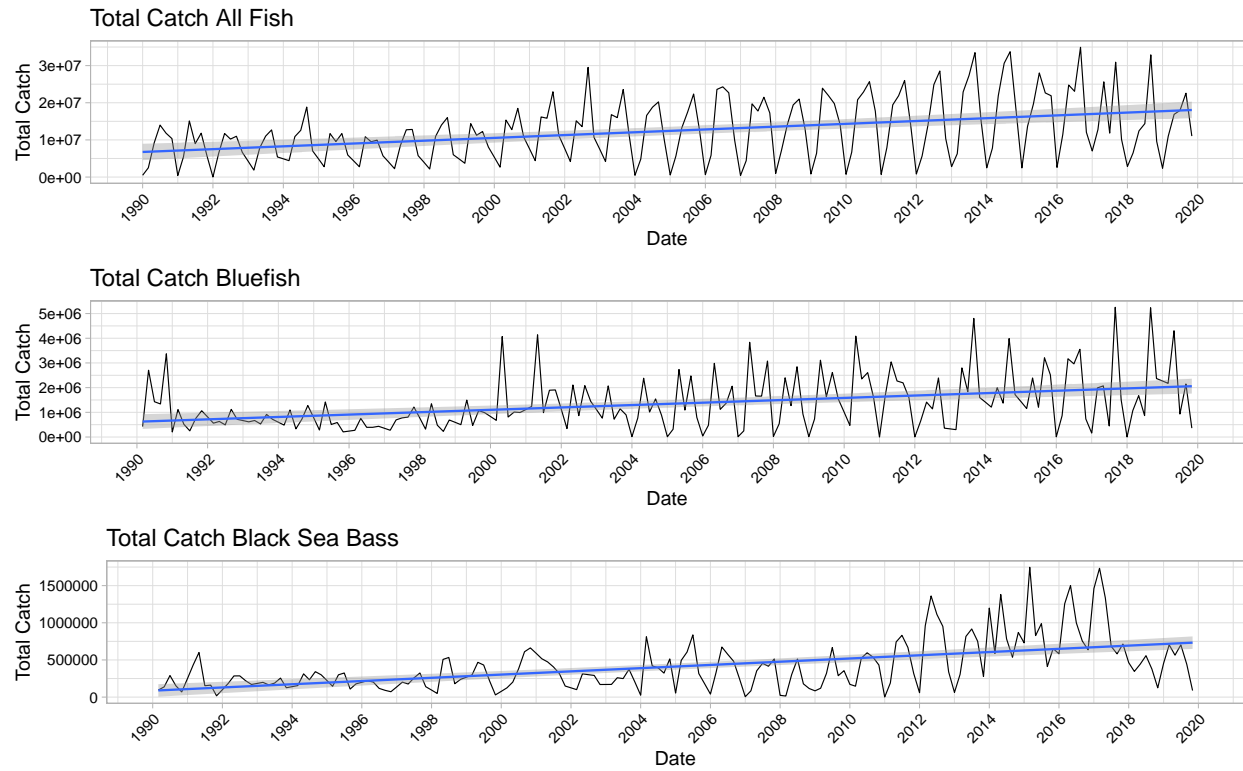 Total Catch All Fish
Total Catch
3e+07
2e+07
1e+07
0e+00
1990 1992 1994 1996 1998 2000 2002 2004 2006 2008 2010 2012 2014 2016 2018 2020
Date
Total Catch Bluefish
Total Catch
5e+06
4e+06
3e+06
2e+06
1e+06
0e+00
1990 1992 1994 1996 1998 2000 2002 2004 2006 2008 2010 2012 2014 2016 2018 2020
Date
Total Catch Black Sea Bass
Total Catch
1500000
1000000
500000
0
1990 1992 1994 1996 1998 2000 2002 2004 2006 2008 2010 2012 2014 2016 2018 2020
Date